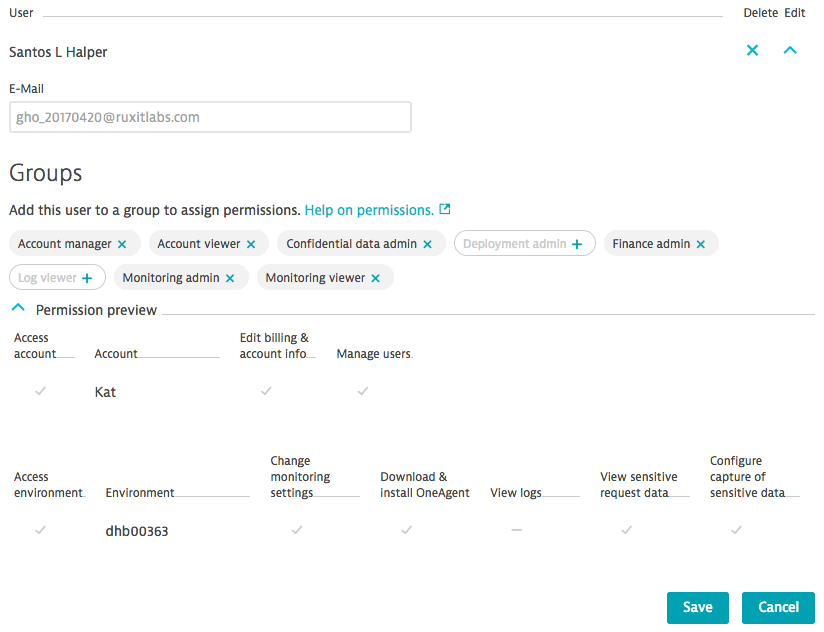 User Delete Edit
Santos L Halper
E-Mail
gho_20170420@ruxitlabs.com
Groups
Add this user to a group to assign permissions. Help on permissions.
Account manager Account viewer Confidential data admin Deployment admin Finance admin
Log viewer Monitoring admin Monitoring viewer
Permission preview
Access account Account Edit billing & account info Manage users
Kat
Access environment Environment Change monitoring settings Download & install OneAgent View logs View sensitive request data Configure capture of sensitive data
dhb00363
Save Cancel